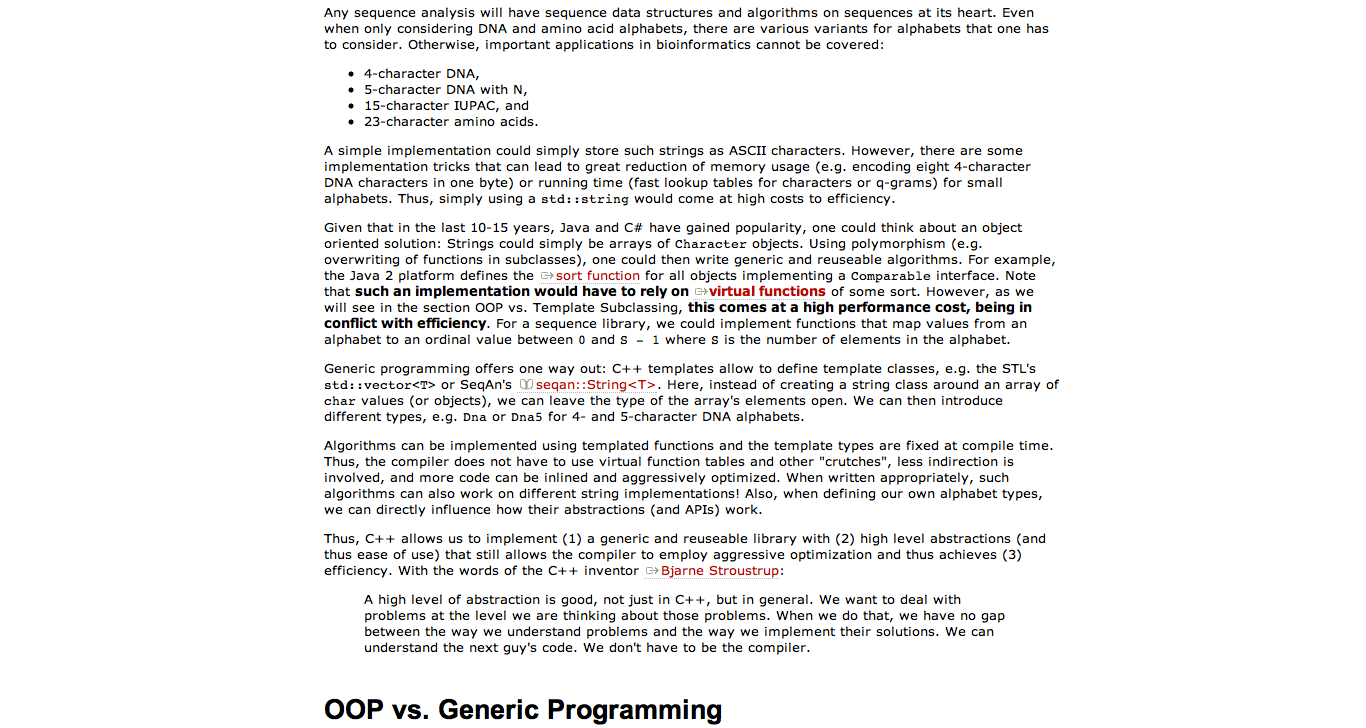 Any sequence analysis will have sequence data structures and algorithms on sequences at its heart. Even
when only considering DNA and amino acid alphabets, there are various variants for alphabets that one has
to consider. Otherwise, important applications in bioinformatics cannot be covered:
• 4-character DNA,
• 5-character DNA with N,
• 15-character IUPAC, and
• 23-character amino acids.
A simple implementation could simply store such strings as ASCII characters. However, there are some
implementation tricks that can lead to great reduction of memory usage (e.g. encoding eight 4-character
DNA characters in one byte) or running time (fast lookup tables for characters or q-grams) for small
alphabets. Thus, simply using a std::string would come at high costs to efficiency.
Given that in the last 10-15 years, Java and C# have gained popularity, one could think about an object
oriented solution: Strings could simply be arrays of Character objects. Using polymorphism (e.g.
overwriting of functions in subclasses), one could then write generic and reuseable algorithms. For example,
the Java 2 platform defines the sort function for all objects implementing a Comparable interface. Note
that such an implementation would have to rely on virtual functions of some sort. However, as we
will see in the section OOP vs. Template Subclassing, this comes at a high performance cost, being in
conflict with efficiency. For a sequence library, we could implement functions that map values from an
alphabet to an ordinal value between 0 and S - 1 where S is the number of elements in the alphabet.
Generic programming offers one way out: C++ templates allow to define template classes, e.g. the STL's
std::vector<T> or SeqAn's seqan::String<T>. Here, instead of creating a string class around an array of
char values (or objects), we can leave the type of the array's elements open. We can then introduce
different types, e.g. Dna or Dna5 for 4- and 5-character DNA alphabets.
Algorithms can be implemented using templated functions and the template types are fixed at compile time.
Thus, the compiler does not have to use virtual function tables and other "crutches", less indirection is
involved, and more code can be inlined and aggressively optimized. When written appropriately, such
algorithms can also work on different string implementations! Also, when defining our own alphabet types,
we can directly influence how their abstractions (and APIs) work.
Thus, C++ allows us to implement (1) a generic and reuseable library with (2) high level abstractions (and
thus ease of use) that still allows the compiler to employ aggressive optimization and thus achieves (3)
efficiency. With the words of the C++ inventor Bjarne Stroustrup:
A high level of abstraction is good, not just in C++, but in general. We want to deal with
problems at the level we are thinking about those problems. When we do that, we have no gap
between the way we understand problems and the way we implement their solutions. We can
understand the next guy's code. We don't have to be the compiler.
OOP vs. Generic Programming